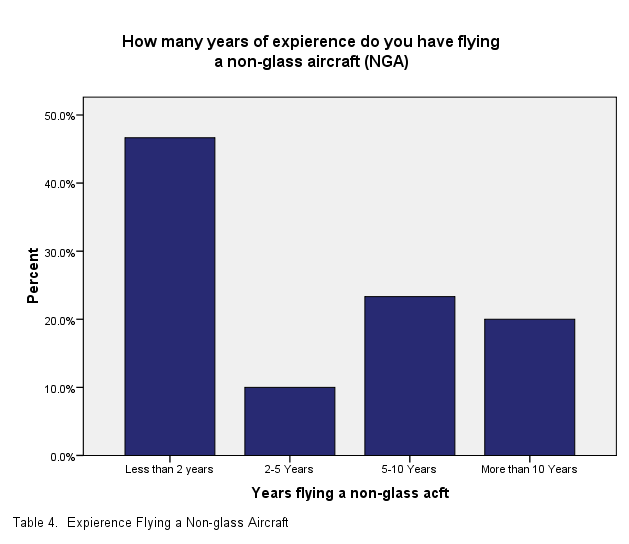 How many years of expierence do you have flying
a non-glass aircraft (NGA)
50.0%
40.0%
30.0%
20.0%
10.0%
0.0%
Percent
Less than 2 years
2-5 Years
5-10 Years
More than 10 Years
Years flying a non-glass acft
Table 4. Expierence Flying a Non-glass Aircraft